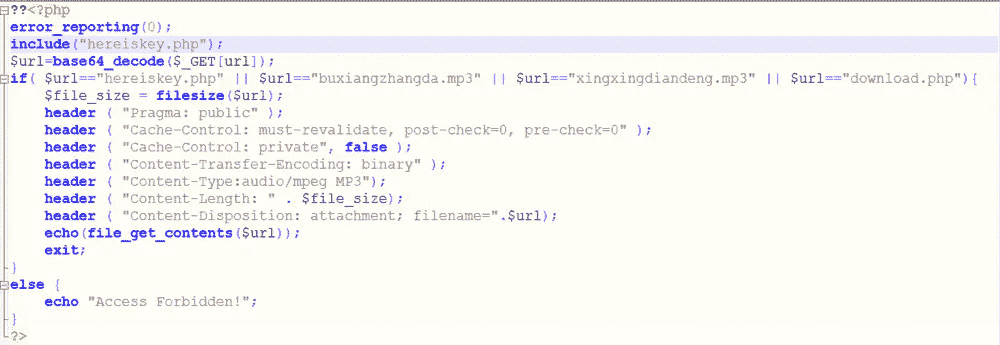 ??<?php
error_reporting(0);
include("hereiskey.php");
$url=base64_decode($_GET[url]);
if( $url=="hereiskey.php" || $url=="buxiangzhangda.mp3" || $url=="xingxingdiandeng.mp3" || $url=="download.php"){
    $file_size = filesize($url);
    header ( "Pragma: public" );
    header ( "Cache-Control: must-revalidate, post-check=0, pre-check=0" );
    header ( "Cache-Control: private", false );
    header ( "Content-Transfer-Encoding: binary" );
    header ( "Content-Type:audio/mpeg MP3");
    header ( "Content-Length: " . $file_size);
    header ( "Content-Disposition: attachment; filename=".$url);
    echo(file_get_contents($url));
    exit;
}
else {
    echo "Access Forbidden!";
}
?>